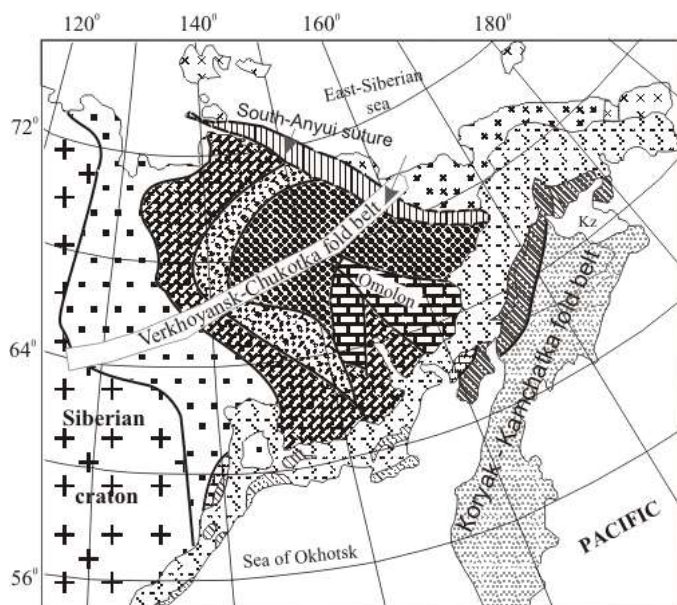 120°
140°
160°
180°
East-Siberian
sea
South-Anyui suture
72°
Kz
Verkhoyansk-Chukotka fold belt
Omolon
64°
Siberian
craton
Koryak - Kamchatka fold belt
PACIFIC
Sea of Okhotsk
56°